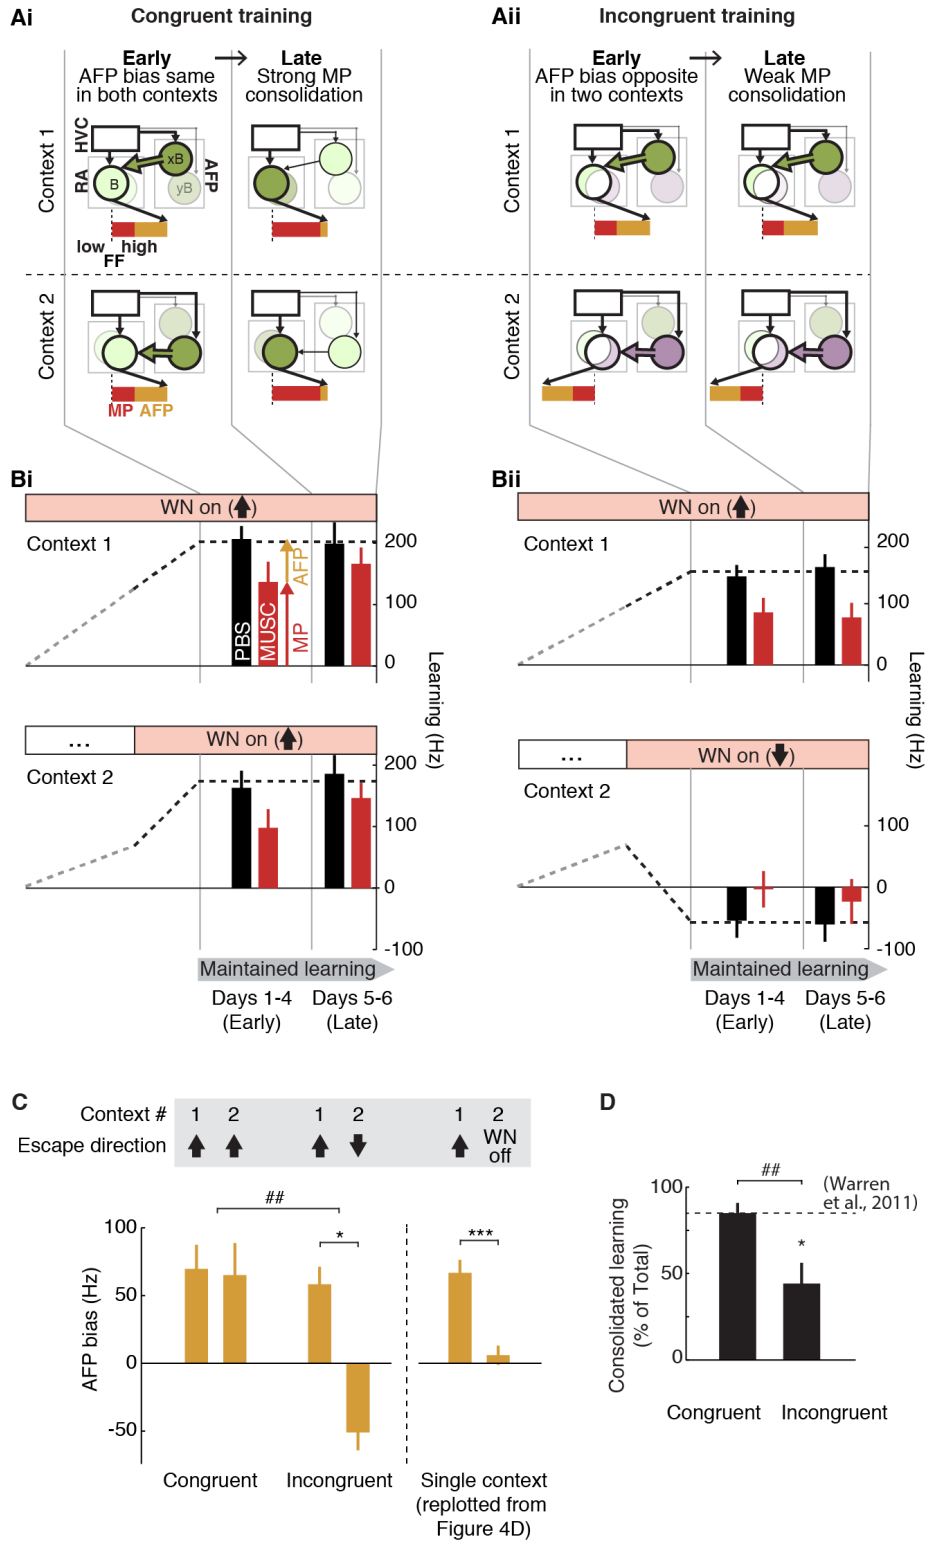 Ai
Congruent training
Early
Late
AFP bias same
in both contexts
Strong MP
consolidation
Context 1
HVC
RA
AFP
xB
B
yB
low
high
FF
Context 2
MP
AFP
Aii
Incongruent training
Early
Late
AFP bias opposite
in two contexts
Weak MP
consolidation
Context 1
Context 2
Bi
WN on ( )
Context 1
200
100
0
PBS
MUSC
MP
AFP
Learning (Hz)
...
WN on ( )
Context 2
200
100
0
-100
Maintained learning
Days 1-4
(Early)
Days 5-6
(Late)
Bii
WN on ( )
Context 1
200
100
0
Learning (Hz)
...
WN on ( )
Context 2
100
0
-100
Maintained learning
Days 1-4
(Early)
Days 5-6
(Late)
C
Context # 1 2 1 2 1 2
Escape direction WN
off
##
*
***
100
50
0
-50
AFP bias (Hz)
Congruent
Incongruent
Single context
(replotted from
Figure 4D)
D
##
(Warren
et al., 2011)
*
100
50
0
Consolidated learning
(% of Total)
Congruent
Incongruent